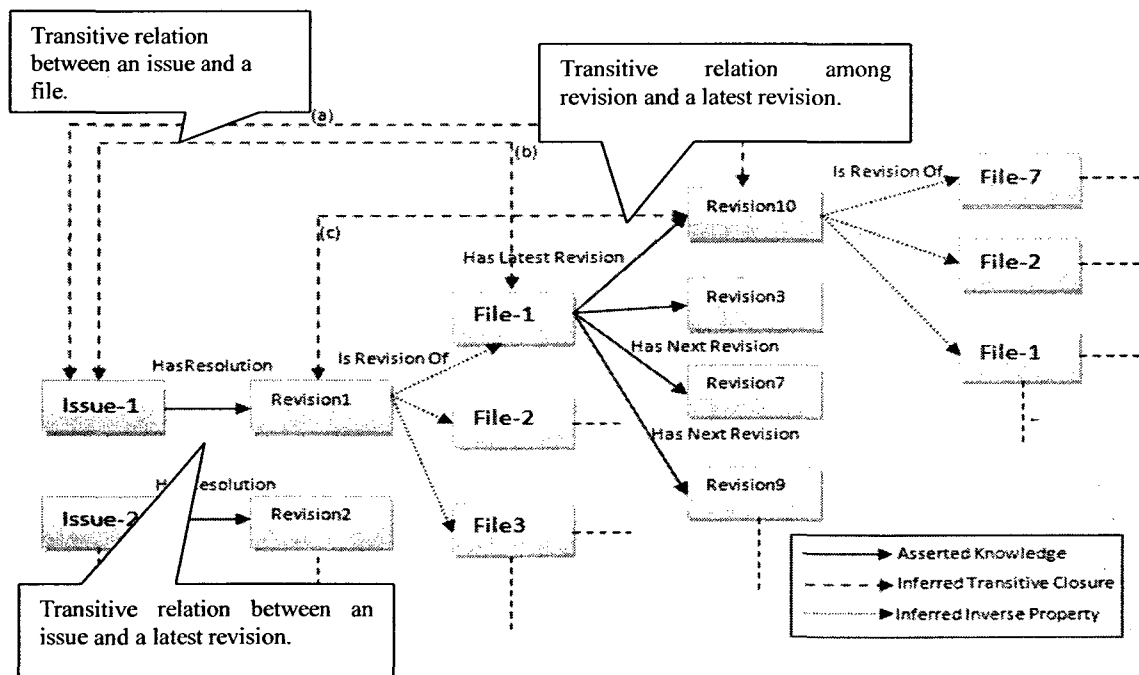 Transitive relation
between an issue and a
file.
Transitive relation among
revision and a latest revision.
(a)
(b)
(c)
Is Revision Of
File-7
Revision10
Has Latest Revision
File-2
File-1
Revision3
Is Revision Of
Has Next Revision
File-1
HasResolution
Issue-1
Revision1
Revision7
File-2
Has Next Revision
Revision9
Issue-2
Revision2
File3
Asserted Knowledge
Inferred Transitive Closure
Inferred Inverse Property
Transitive relation between an
issue and a latest revision.